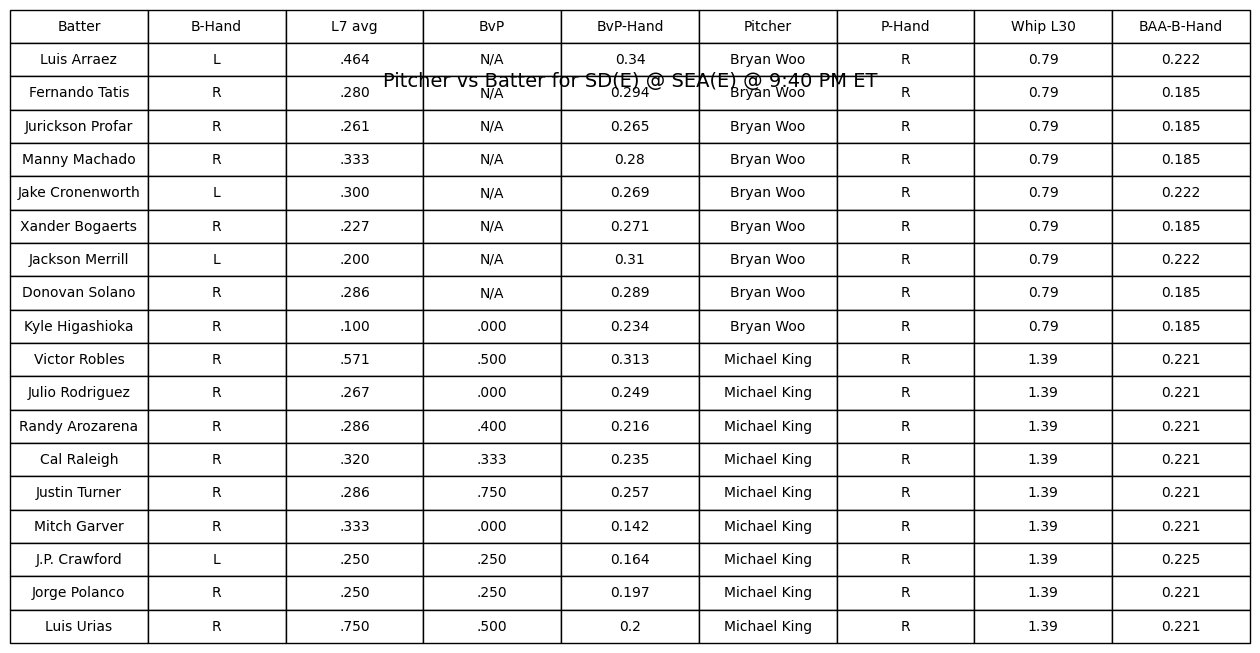 Batter B-Hand L7 avg BvP BvP-Hand Pitcher P-Hand Whip L30 BAA-B-Hand
Luis Arraez L .464 N/A 0.34 Bryan Woo R 0.79 0.222
Pitcher vs Batter for SD(E) @ SEA(E) @ 9:40 PM ET
Fernando Tatis R .280 N/A 0.294 Bryan Woo R 0.79 0.185
Jurickson Profar R .261 N/A 0.265 Bryan Woo R 0.79 0.185
Manny Machado R .333 N/A 0.28 Bryan Woo R 0.79 0.185
Jake Cronenworth L .300 N/A 0.269 Bryan Woo R 0.79 0.222
Xander Bogaerts R .227 N/A 0.271 Bryan Woo R 0.79 0.185
Jackson Merrill L .200 N/A 0.31 Bryan Woo R 0.79 0.222
Donovan Solano R .286 N/A 0.289 Bryan Woo R 0.79 0.185
Kyle Higashioka R .100 .000 0.234 Bryan Woo R 0.79 0.185
Victor Robles R .571 .500 0.313 Michael King R 1.39 0.221
Julio Rodriguez R .267 .000 0.249 Michael King R 1.39 0.221
Randy Arozarena R .286 .400 0.216 Michael King R 1.39 0.221
Cal Raleigh R .320 .333 0.235 Michael King R 1.39 0.221
Justin Turner R .286 .750 0.257 Michael King R 1.39 0.221
Mitch Garver R .333 .000 0.142 Michael King R 1.39 0.221
J.P. Crawford L .250 .250 0.164 Michael King R 1.39 0.225
Jorge Polanco R .250 .250 0.197 Michael King R 1.39 0.221
Luis Urias R .750 .500 0.2 Michael King R 1.39 0.221